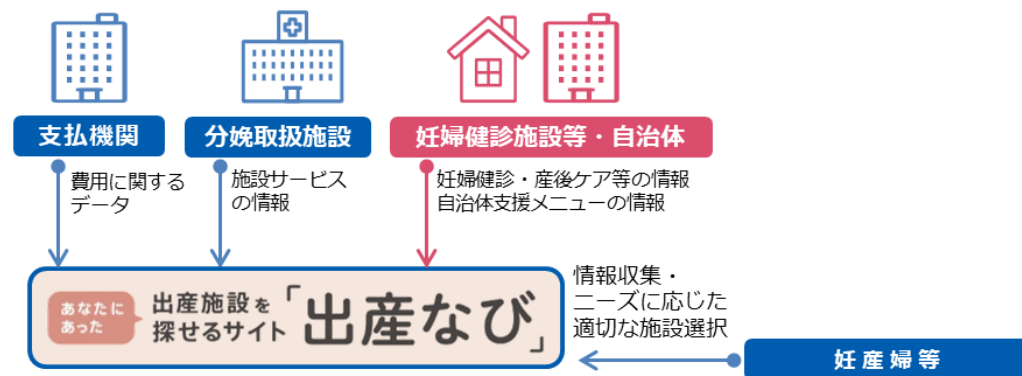 支払機関
分娩取扱施設
妊婦健診施設等・自治体
費用に関する
データ
施設サービス
の情報
妊婦健診・産後ケア等の情報
自治体支援メニューの情報
あなたに
あった
出産施設を
探せるサイト
「出産なび」
情報収集・
ニーズに応じた
適切な施設選択
妊産婦等